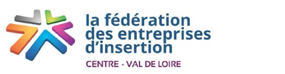 la fédération
des entreprises
d'insertion
CENTRE - VAL DE LOIRE